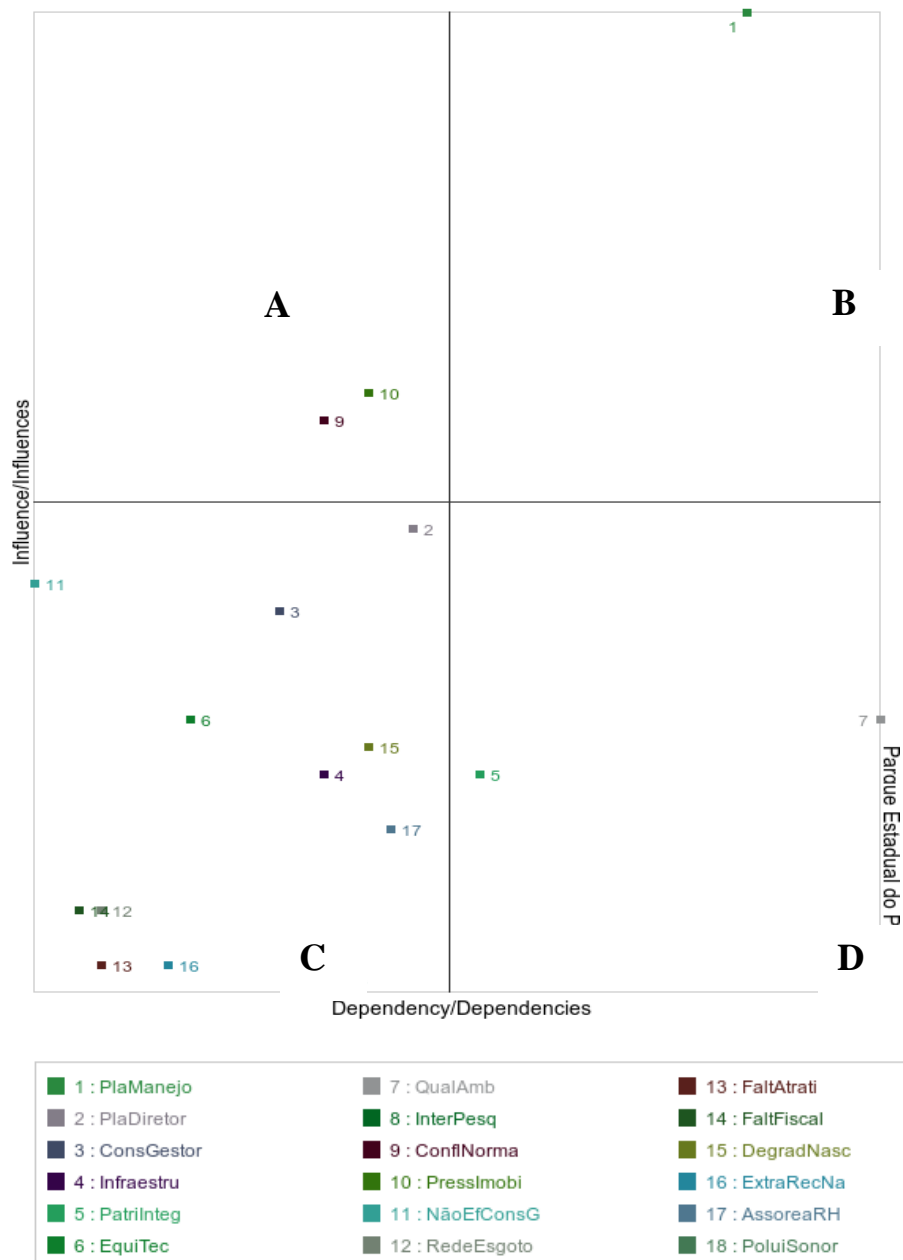 1
A
B
10
9
Influence/Influences
2
11
3
6
7
15
4
5
Parque Estadual do P
17
14
12
13
16
C
D
Dependency/Dependencies
1 : PlaManejo
7 : QualAmb
13 : FaltAtrati
2 : PlaDiretor
8 : InterPesq
14 : FaltFiscal
3 : ConsGestor
9 : ConflNorma
15 : DegradNasc
4 : Infraestru
10 : PressImobi
16 : ExtraRecNa
5 : PatriInteg
11 : NãoEfConsG
17 : AssoreaRH
6 : EquiTec
12 : RedeEsgoto
18 : PoluiSonor